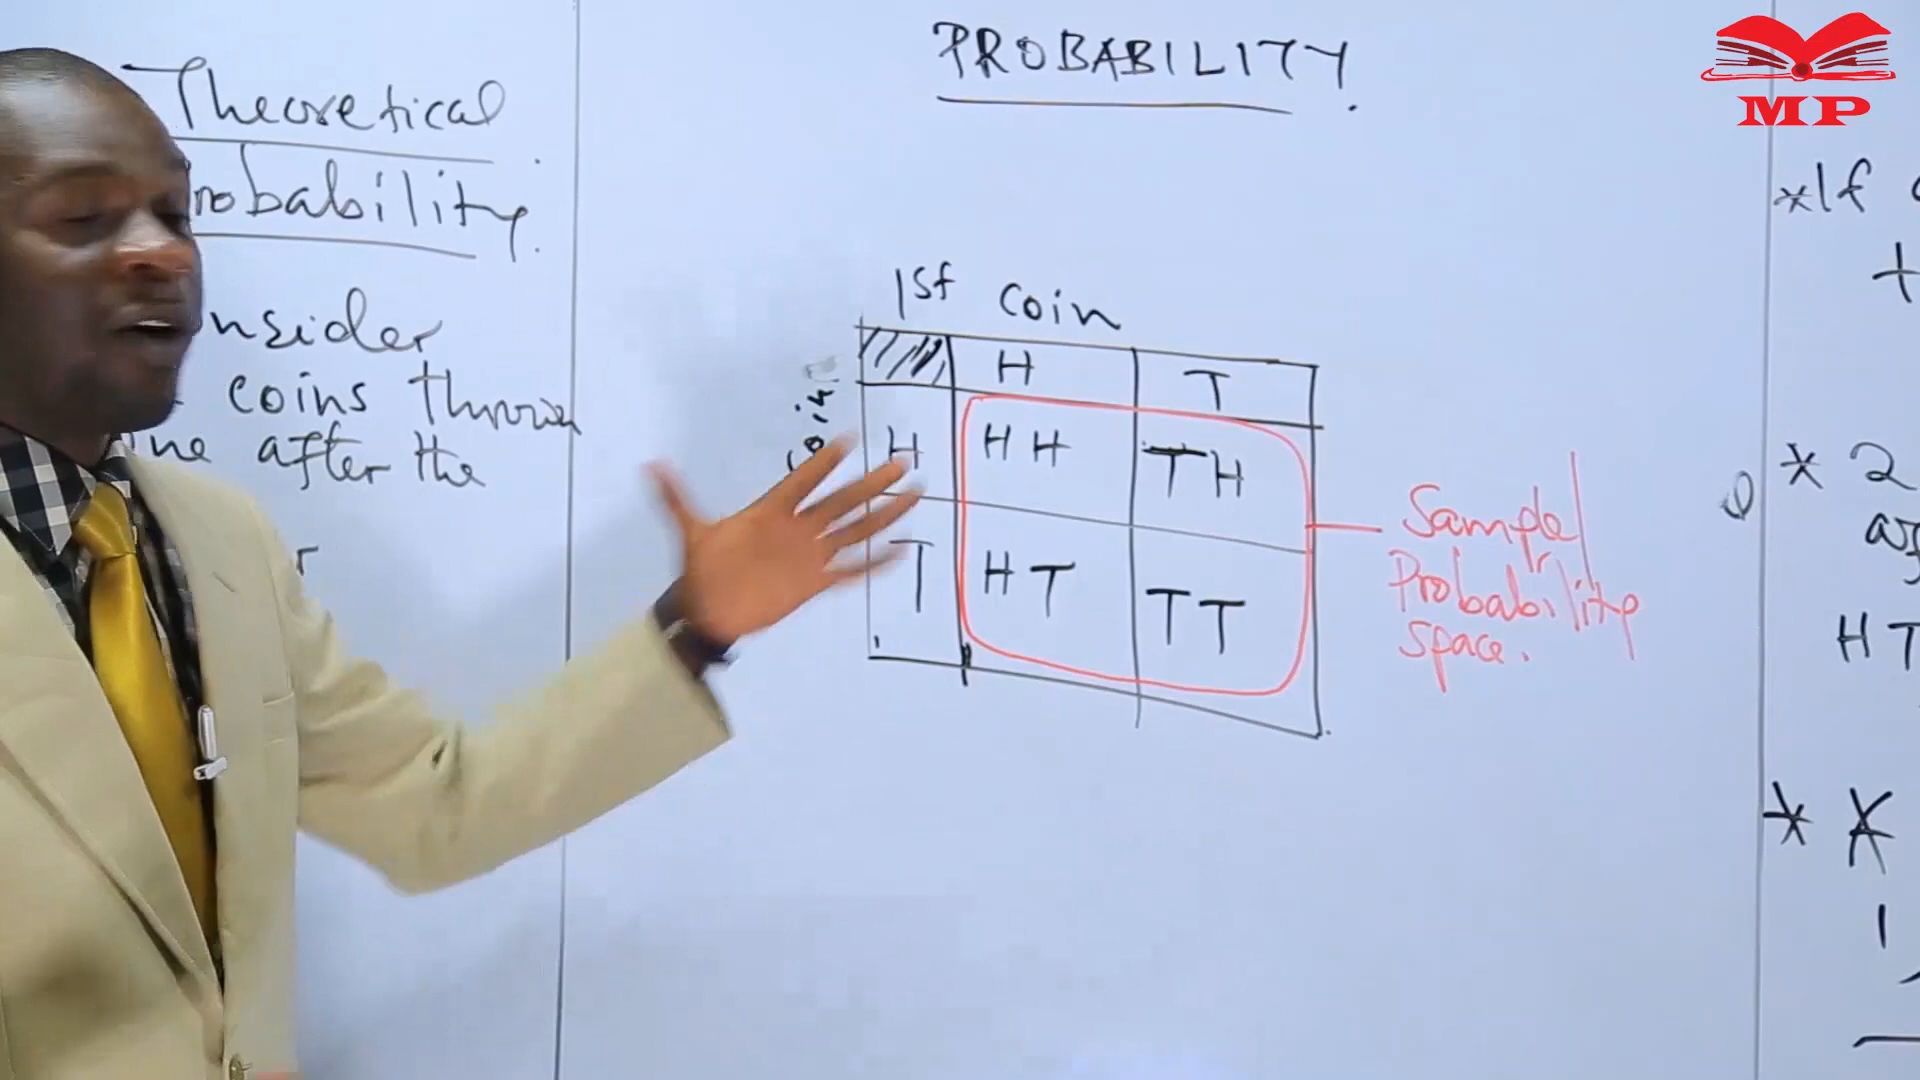 Theoretical
robability.
nsider
coins thrown
ne after the
r
PROBABILITY.
1st coin
H T
H HH TH
T HT TT
Sample/
Probability
space.
MP
*If
* 2
HT
*
1